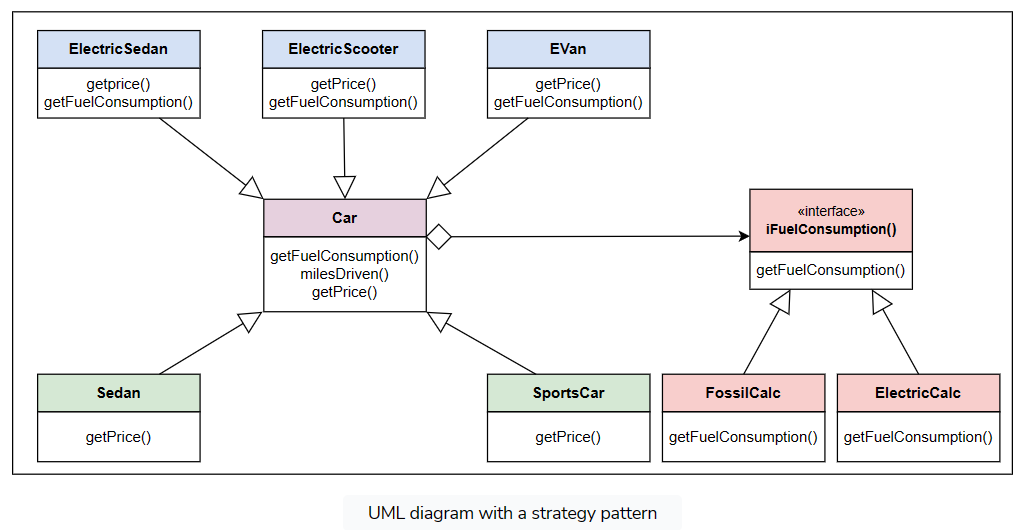 ElectricSedan
getprice()
getFuelConsumption()
ElectricScooter
getPrice()
getFuelConsumption()
EVan
getPrice()
getFuelConsumption()
Car
getFuelConsumption()
milesDriven()
getPrice()
«interface»
iFuelConsumption()
getFuelConsumption()
Sedan
getPrice()
SportsCar
getPrice()
FossilCalc
getFuelConsumption()
ElectricCalc
getFuelConsumption()
UML diagram with a strategy pattern